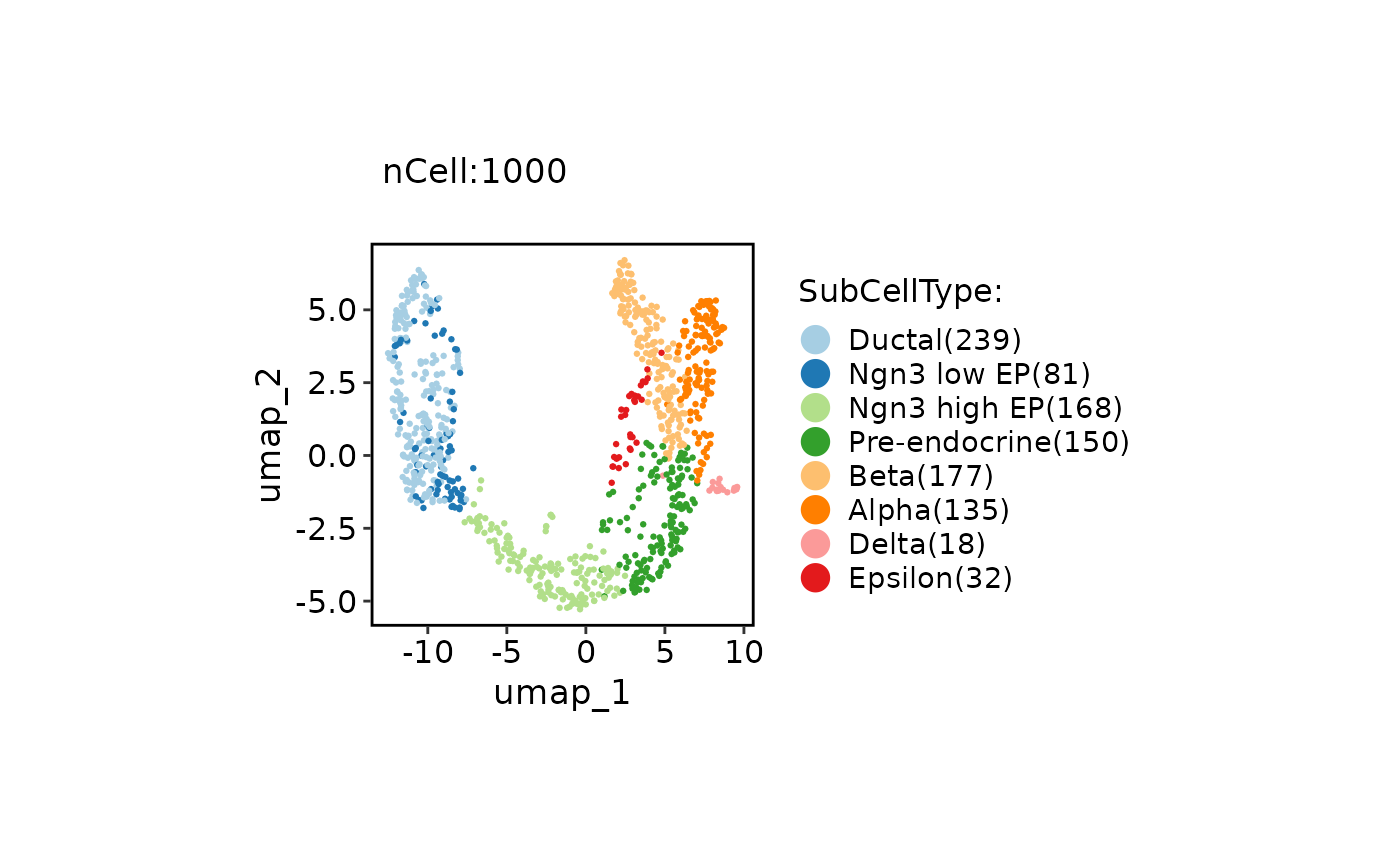 nCell:1000
umap_2
5.0
2.5
0.0
-2.5
-5.0
-10
-5
0
5
10
umap_1
SubCellType:
Ductal(239)
Ngn3 low EP(81)
Ngn3 high EP(168)
Pre-endocrine(150)
Beta(177)
Alpha(135)
Delta(18)
Epsilon(32)